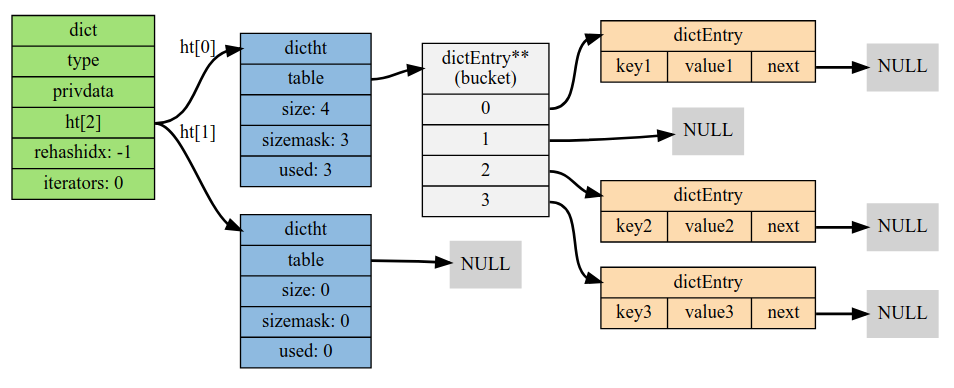 dict
type
privdata
ht[2]
rehashidx: -1
iterators: 0
ht[0]
ht[1]
dictht
table
size: 4
sizemask: 3
used: 3
dictht
table
size: 0
sizemask: 0
used: 0
NULL
dictEntry**
(bucket)
0
1
2
3
dictEntry
key1 value1 next
NULL
NULL
dictEntry
key2 value2 next
NULL
dictEntry
key3 value3 next
NULL